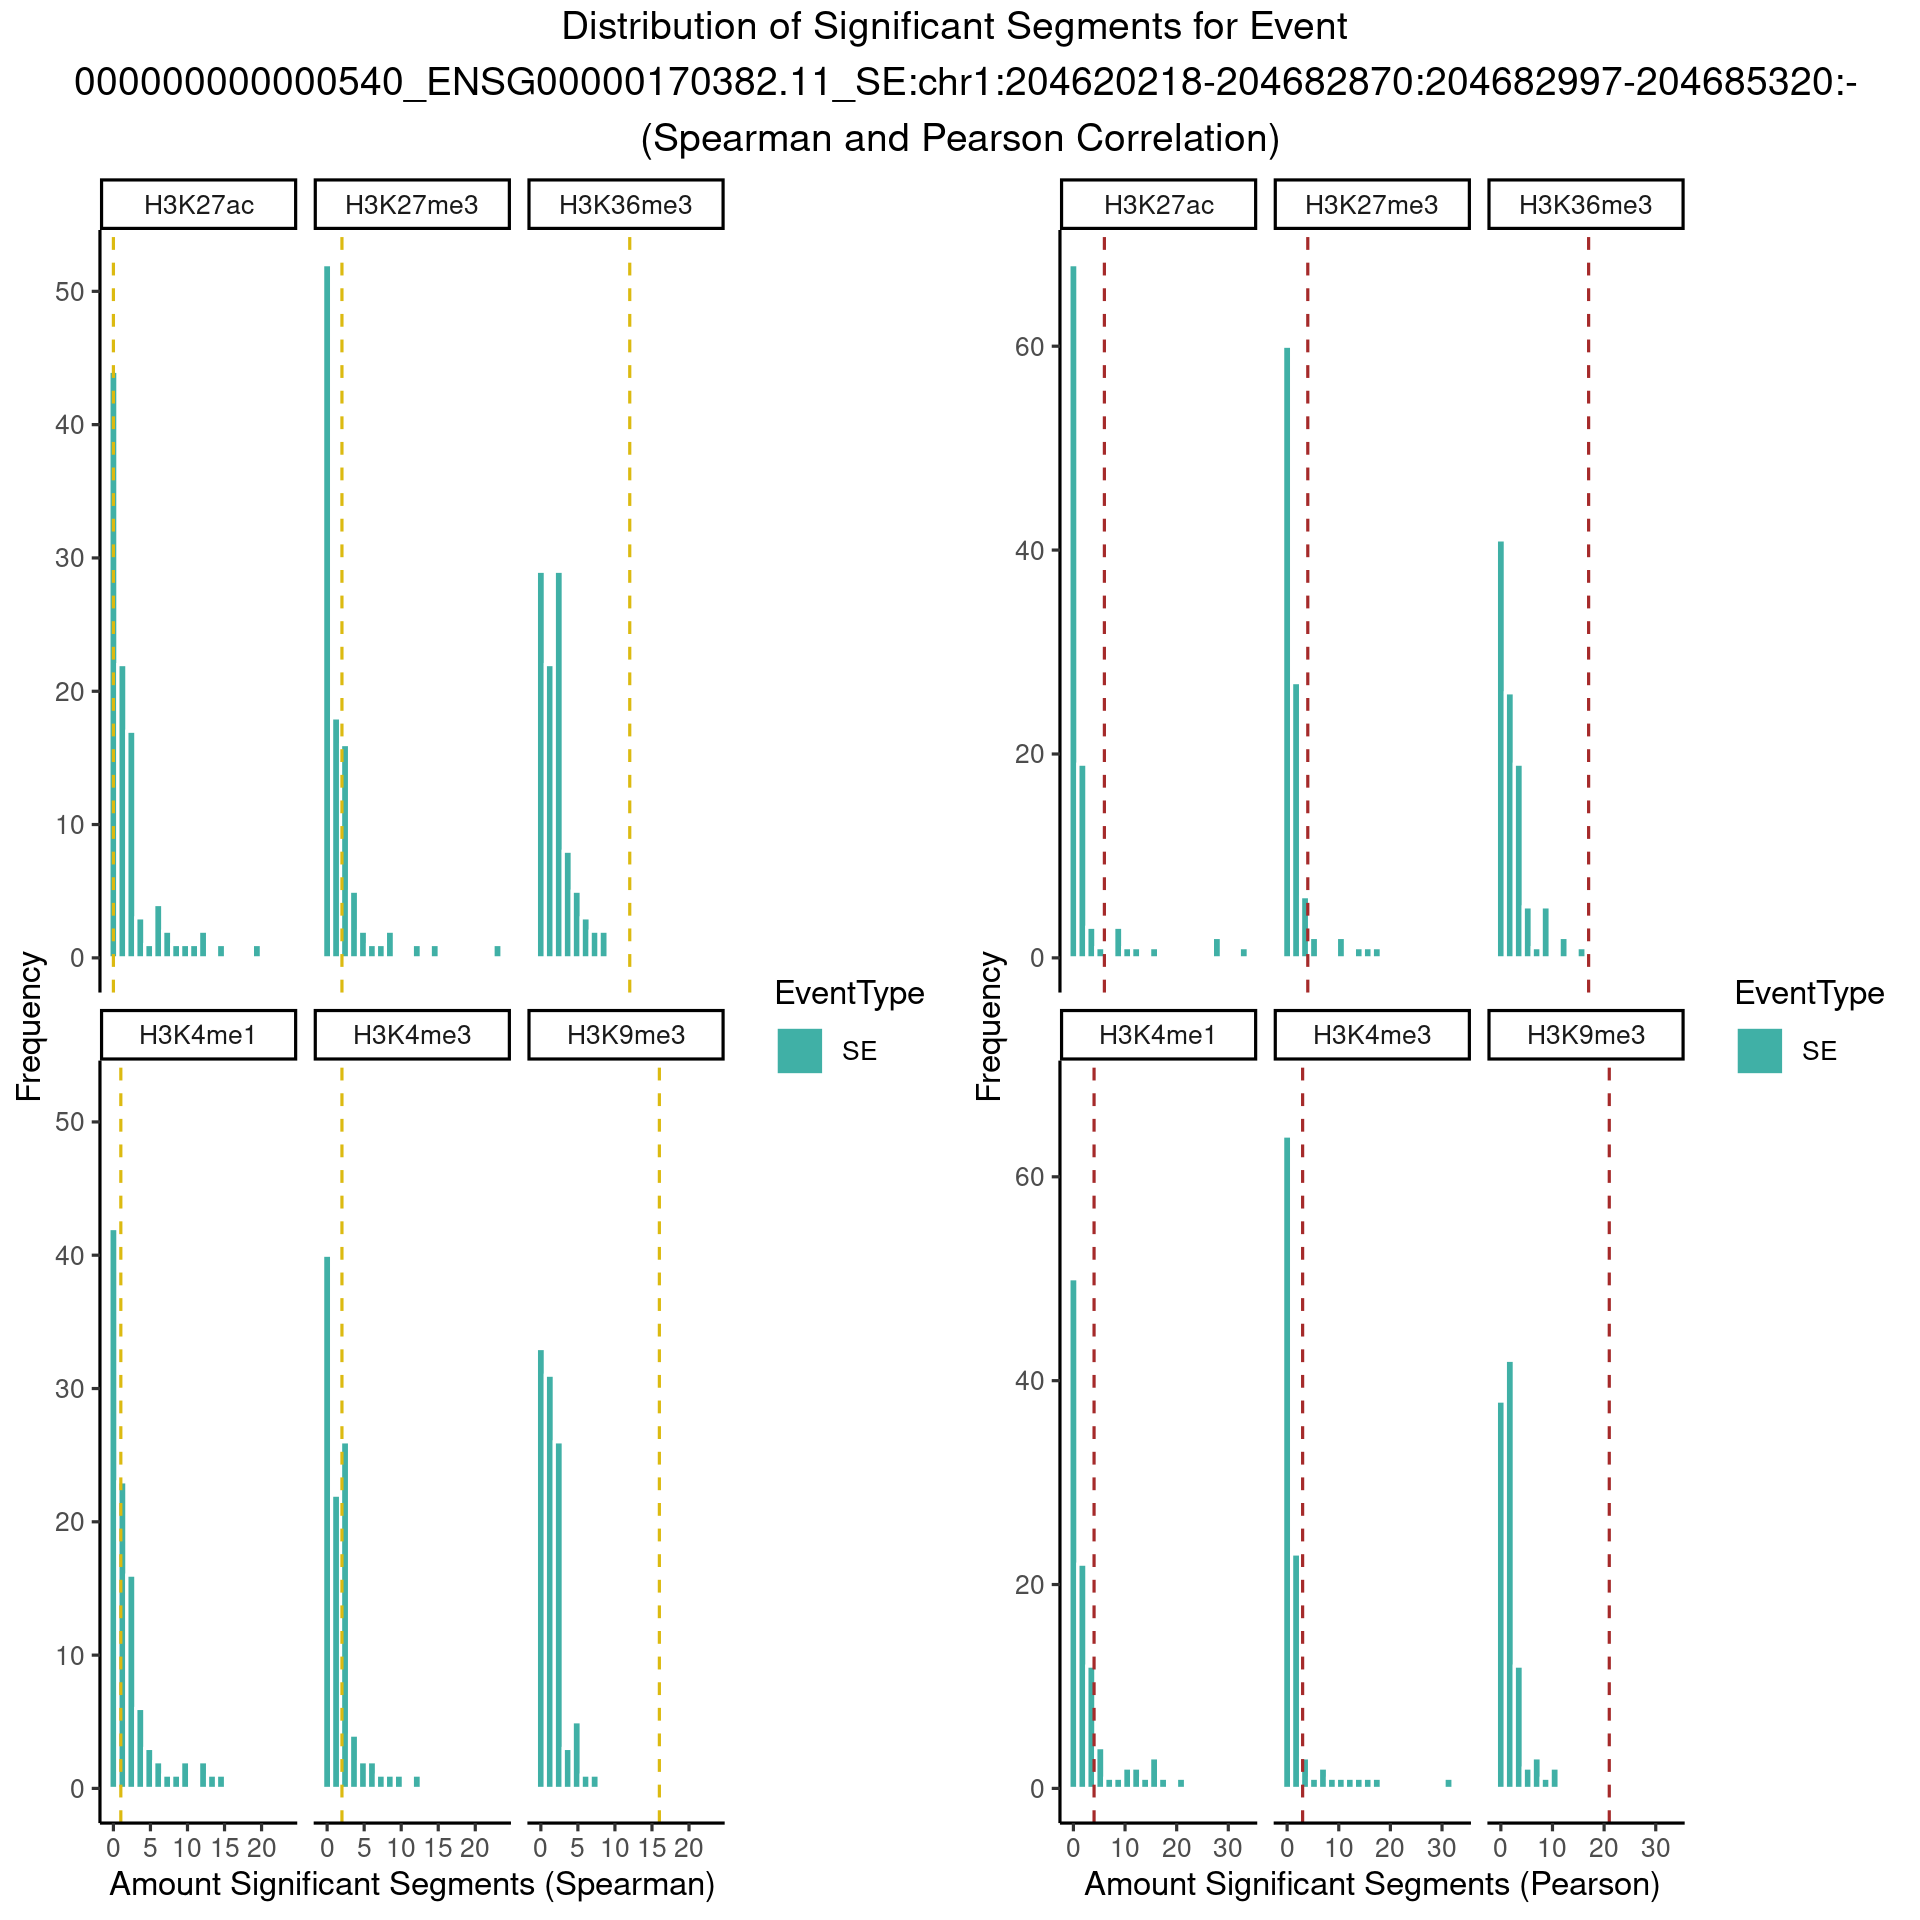 Distribution of Significant Segments for Event
000000000000540_ENSG00000170382.11_SE:chr1:204620218-204682870:204682997-204685320:-
(Spearman and Pearson Correlation)
H3K27ac
H3K27me3
H3K36me3
50
40
30
20
10
0
H3K4me1
H3K4me3
H3K9me3
50
40
30
20
10
0
0 5 10 15 20
0 5 10 15 20
0 5 10 15 20
Frequency
Amount Significant Segments (Spearman)
EventType
SE
H3K27ac
H3K27me3
H3K36me3
60
40
20
0
H3K4me1
H3K4me3
H3K9me3
60
40
20
0
0 10 20 30
0 10 20 30
0 10 20 30
Frequency
Amount Significant Segments (Pearson)
EventType
SE